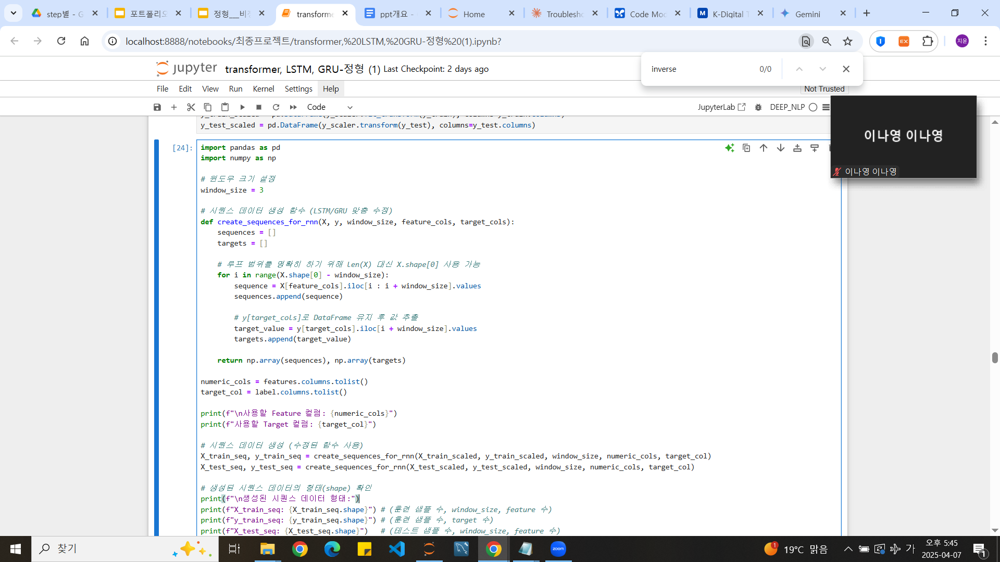 step별 - G
포트폴리오
정형__비정
transforme
ppt개요 -
Home
Troublesho
Code Moc
K-Digital T
Gemini
localhost:8888/notebooks/최종프로젝트/transformer,%20LSTM,%20GRU-정형%20(1).ipynb?
EX
지윤
inverse
0/0
jupyter transformer, LSTM, GRU-정형 (1) Last Checkpoint: 2 days ago
File Edit View Run Kernel Settings Help
Not Trusted
Code
JupyterLab
DEEP_NLP
이나영 이나영
이나영 이나영
y_test_scaled = pd.DataFrame(y_scaler.transform(y_test), columns=y_test.columns)
[24]:
import pandas as pd
import numpy as np
# 윈도우 크기 설정
window_size = 3
# 시퀀스 데이터 생성 함수 (LSTM/GRU 맞춤 수정)
def create_sequences_for_rnn(X, y, window_size, feature_cols, target_cols):
    sequences = []
    targets = []
    # 루프 범위를 명확히 하기 위해 len(X) 대신 X.shape[0] 사용 가능
    for i in range(X.shape[0] - window_size):
        sequence = X[feature_cols].iloc[i : i + window_size].values
        sequences.append(sequence)
        # y[target_cols]로 DataFrame 유지 후 값 추출
        target_value = y[target_cols].iloc[i + window_size].values
        targets.append(target_value)
    return np.array(sequences), np.array(targets)
numeric_cols = features.columns.tolist()
target_col = label.columns.tolist()
print(f"\n사용할 Feature 컬럼: {numeric_cols}")
print(f"사용할 Target 컬럼: {target_col}")
# 시퀀스 데이터 생성 (수정된 함수 사용)
X_train_seq, y_train_seq = create_sequences_for_rnn(X_train_scaled, y_train_scaled, window_size, numeric_cols, target_col)
X_test_seq, y_test_seq = create_sequences_for_rnn(X_test_scaled, y_test_scaled, window_size, numeric_cols, target_col)
# 생성된 시퀀스 데이터의 형태(shape) 확인
print(f"\n생성된 시퀀스 데이터 형태:")
print(f"X_train_seq: {X_train_seq.shape}") # (훈련 샘플 수, window_size, feature 수)
print(f"y_train_seq: {y_train_seq.shape}") # (훈련 샘플 수, target 수)
print(f"X_test_seq: {X_test_seq.shape}")   # (테스트 샘플 수, window_size, feature 수)
찾기
zoom
1
19°C 맑음
가
오후 5:45
2025-04-07
1